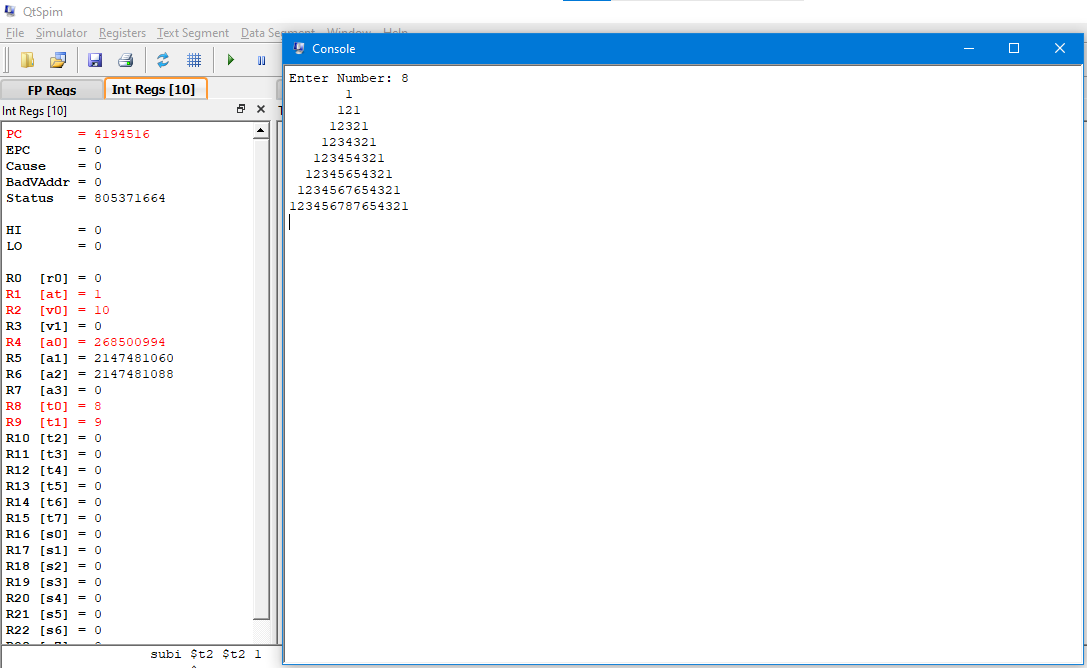 QtSpim
File Simulator Registers Text Segment Data Segment Window Help
FP Regs Int Regs [10]
Int Regs [10]
PC = 4194516
EPC = 0
Cause = 0
BadVAddr = 0
Status = 805371664
HI = 0
LO = 0
R0 [r0] = 0
R1 [at] = 1
R2 [v0] = 10
R3 [v1] = 0
R4 [a0] = 268500994
R5 [a1] = 2147481060
R6 [a2] = 2147481088
R7 [a3] = 0
R8 [t0] = 8
R9 [t1] = 9
R10 [t2] = 0
R11 [t3] = 0
R12 [t4] = 0
R13 [t5] = 0
R14 [t6] = 0
R15 [t7] = 0
R16 [s0] = 0
R17 [s1] = 0
R18 [s2] = 0
R19 [s3] = 0
R20 [s4] = 0
R21 [s5] = 0
R22 [s6] = 0
subi $t2 $t2 1
Console
Enter Number: 8
1
121
12321
1234321
123454321
12345654321
1234567654321
123456787654321